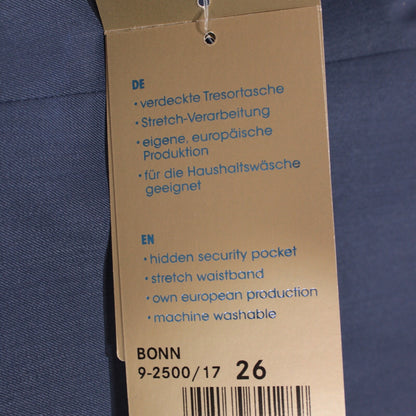 DE
• verdeckte Tresortasche
• Stretch-Verarbeitung
• eigene, europäische
Produktion
• für die Haushaltswäsche
geeignet
EN
• hidden security pocket
• stretch waistband
• own european production
• machine washable
BONN
9-2500/17 26